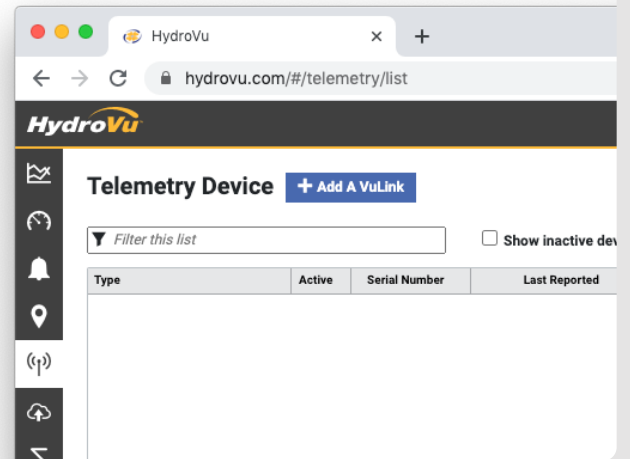 HydroVu
hydrovu.com/#/telemetry/list
HydroVu
Telemetry Device
+ Add A VuLink
Filter this list
Show inactive dev
Type Active Serial Number Last Reported